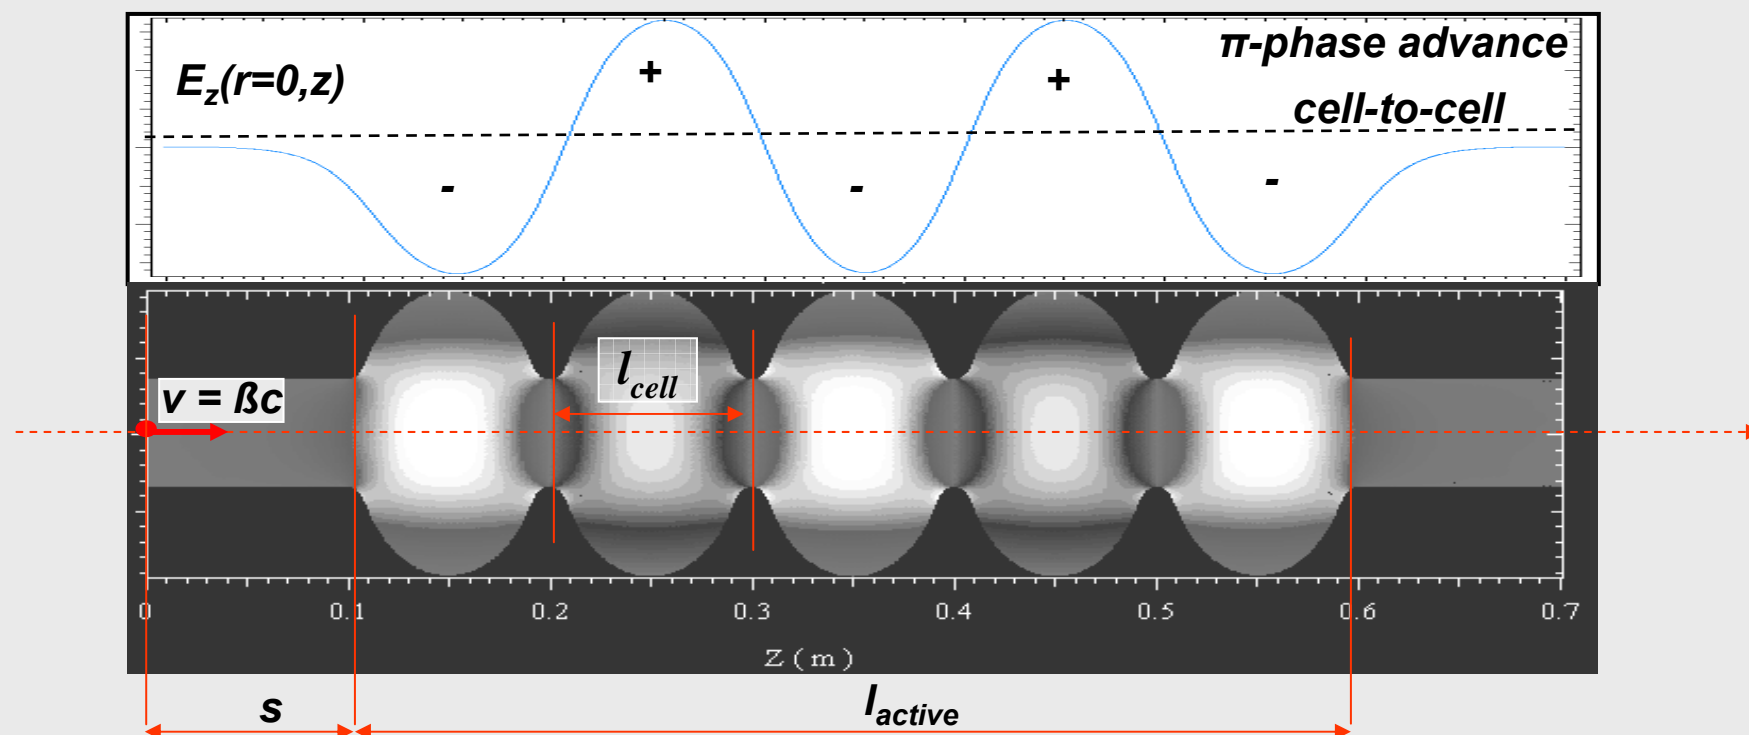 π-phase advance
E_z(r=0,z)
+
+
cell-to-cell
-
-
-
l_cell
v = ßc
0 0.1 0.2 0.3 0.4 0.5 0.6 0.7
Z (m)
s
l_active